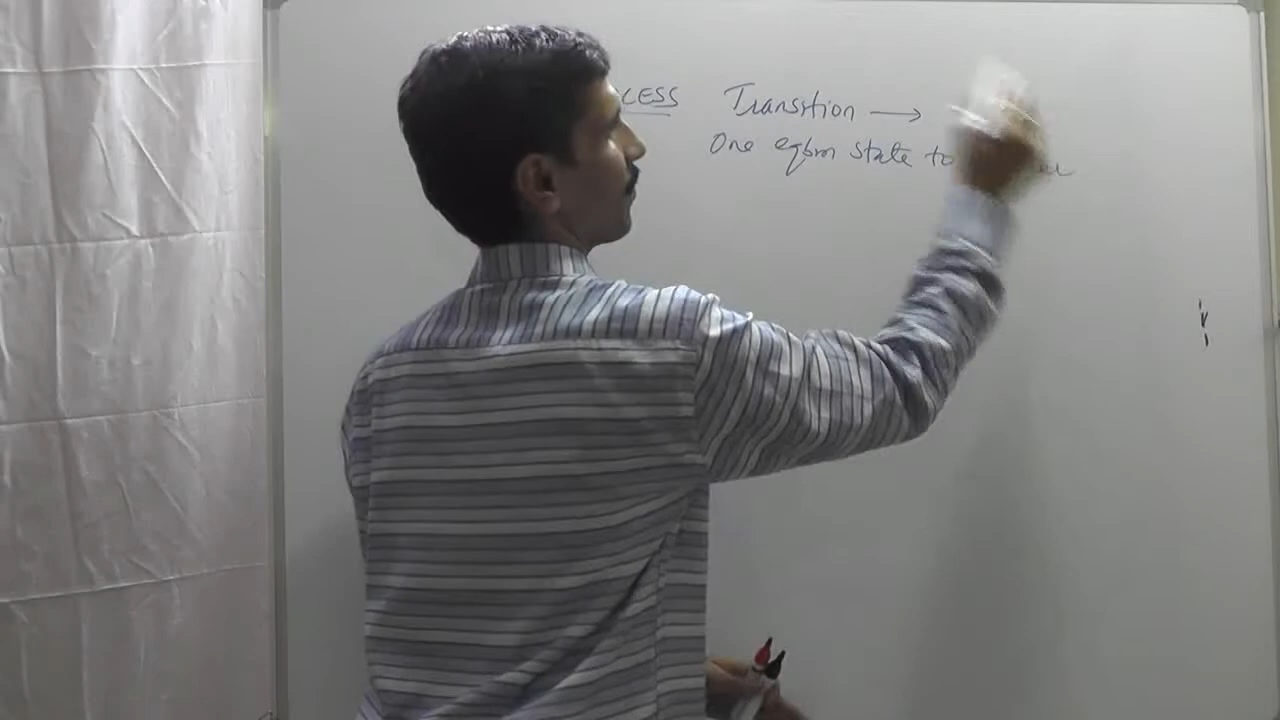 CESS Transition →
One eqbm state to